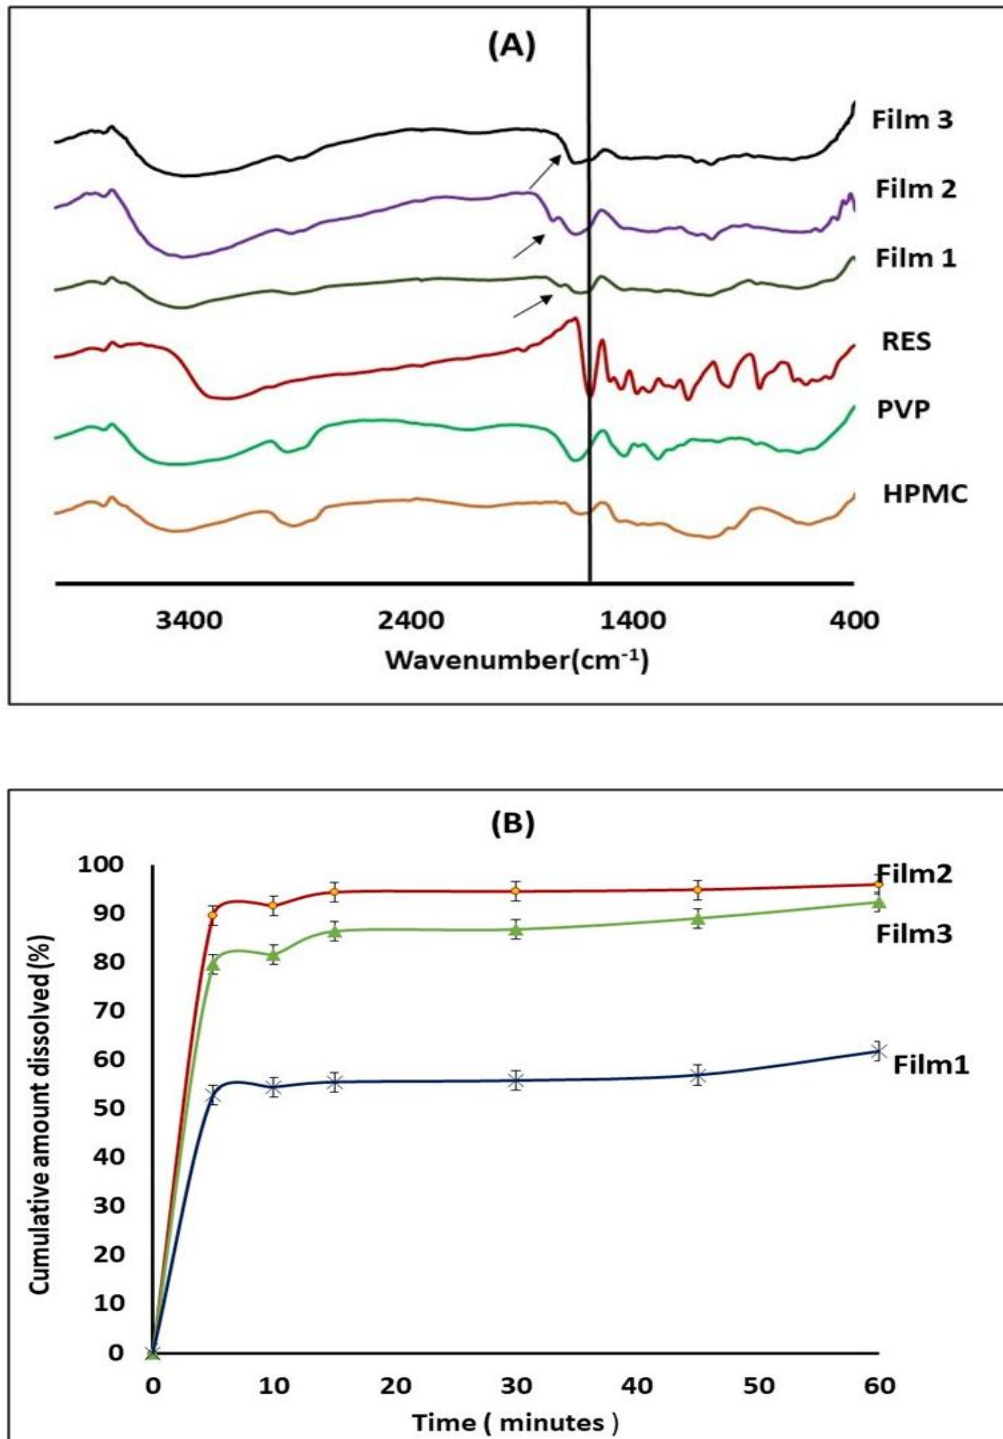 (A)
Film 3
Film 2
Film 1
RES
PVP
HPMC
3400 2400 1400 400
Wavenumber(cm⁻¹)
(B)
100
90
80
70
60
50
40
30
20
10
0
Cumulative amount dissolved (%)
Film2
Film3
Film1
0 10 20 30 40 50 60
Time ( minutes )